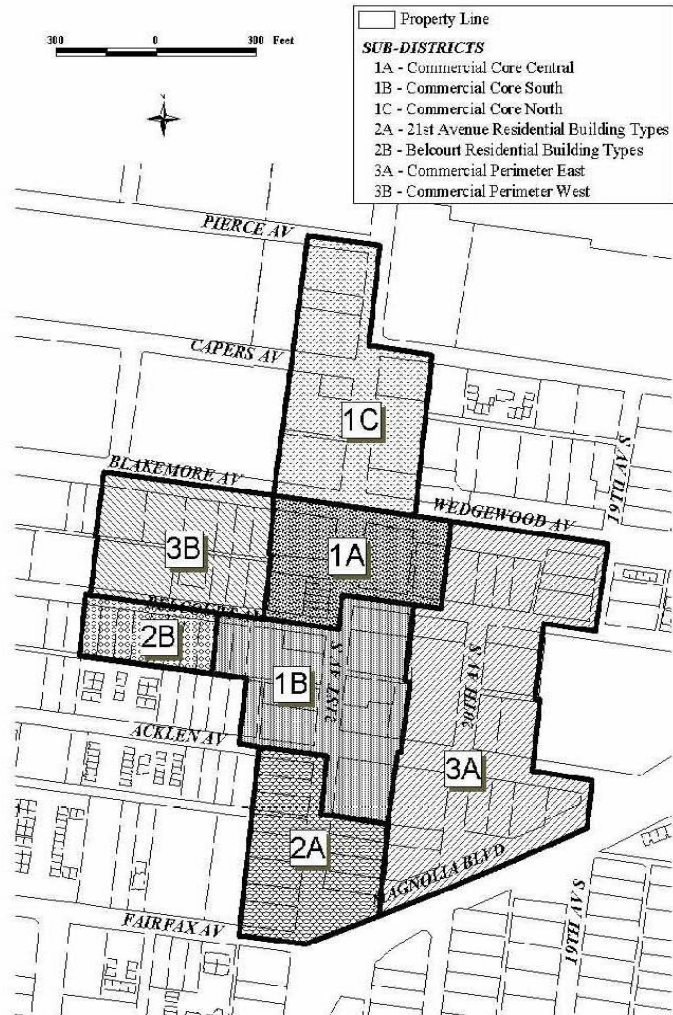 300 0 300 Feet
Property Line
SUB-DISTRICTS
1A - Commercial Core Central
1B - Commercial Core South
1C - Commercial Core North
2A - 21st Avenue Residential Building Types
2B - Belcourt Residential Building Types
3A - Commercial Perimeter East
3B - Commercial Perimeter West
N
PIERCE AV
CAPERS AV
1C
BLAKEMORE AV
WEDGEWOOD AV
19TH AV S
3B
1A
BELCOURT AV
2B
1B
21ST AV S
20TH AV S
ACKLEN AV
3A
2A
MAGNOLIA BLVD
FAIRFAX AV
19TH AV S